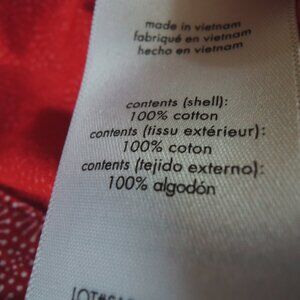 made in vietnam
fabriqué en vietnam
hecho en vietnam
contents (shell):
100% cotton
contents (tissu extérieur):
100% coton
contents (tejido externo):
100% algodón